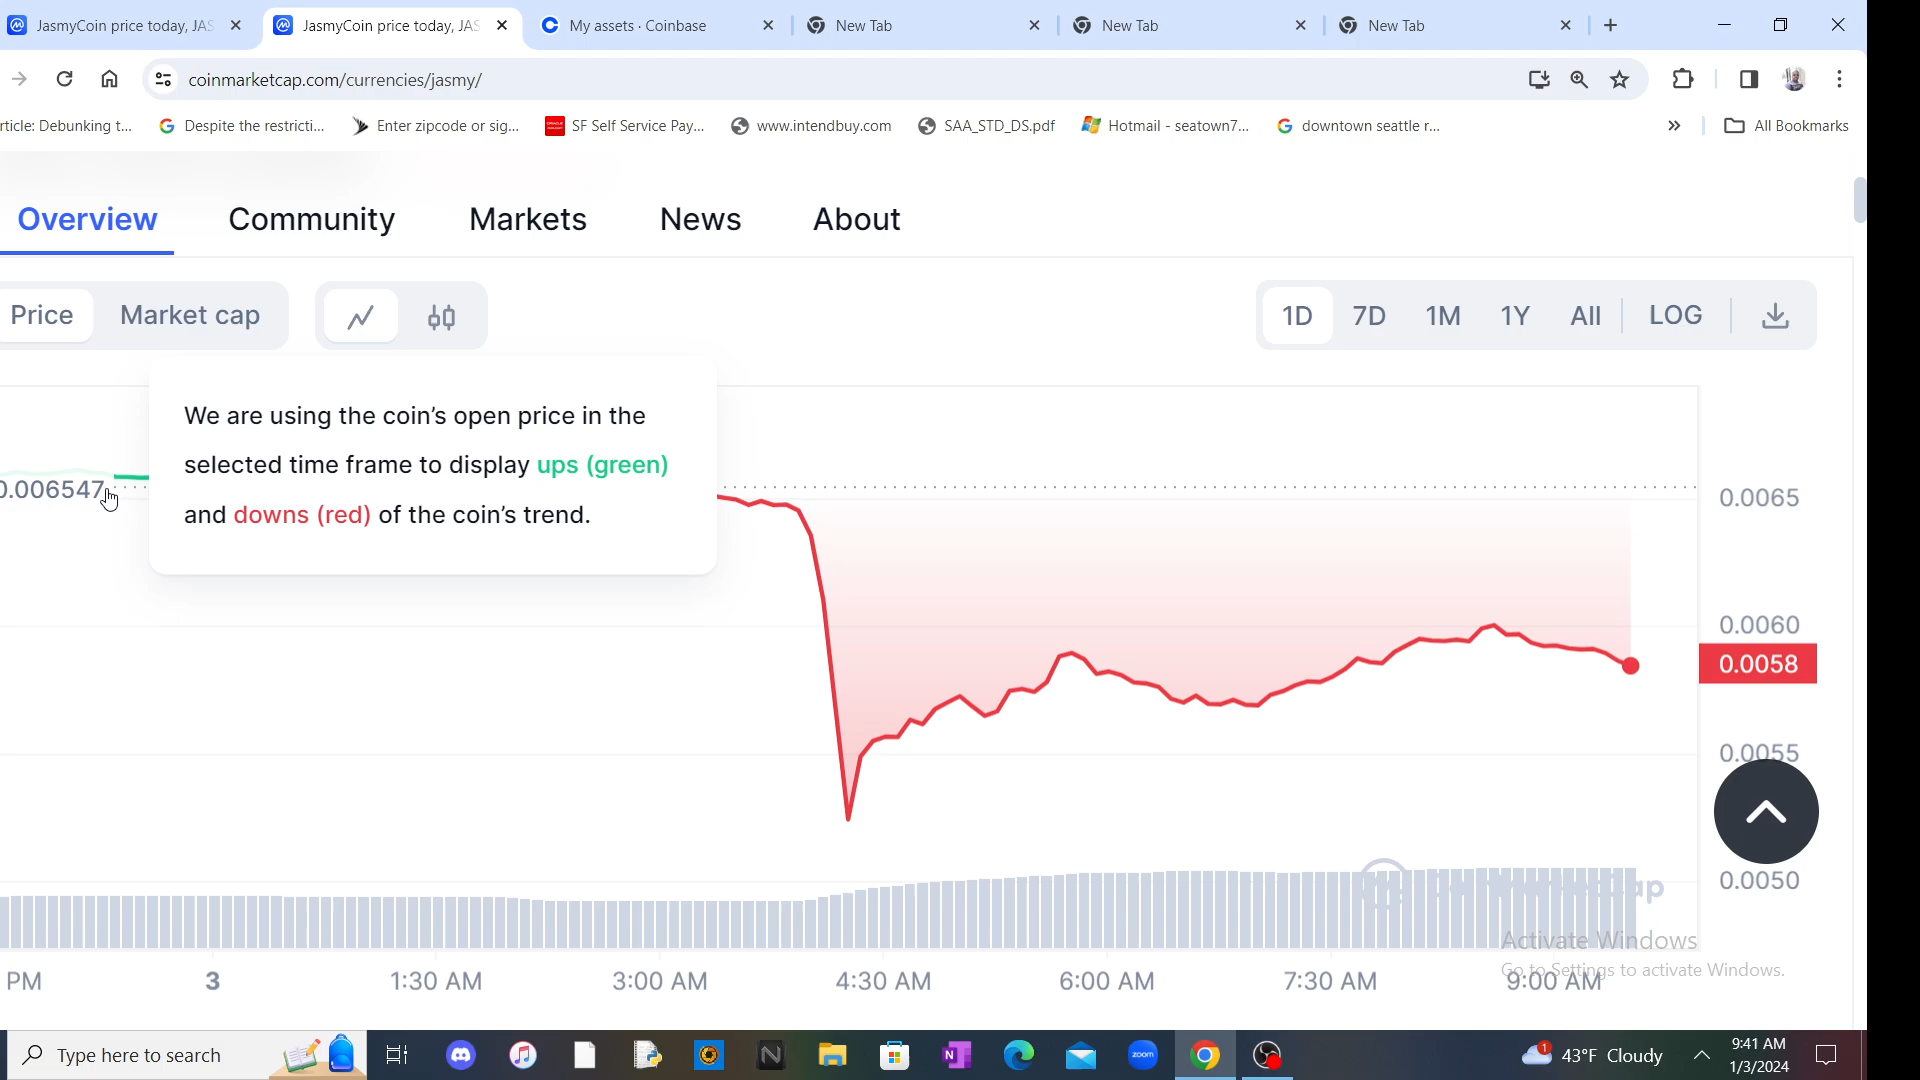 JasmyCoin price today, JAS
JasmyCoin price today, JAS
My assets · Coinbase
New Tab
New Tab
New Tab
coinmarketcap.com/currencies/jasmy/
rticle: Debunking t...
Despite the restricti...
Enter zipcode or sig...
SF Self Service Pay...
www.intendbuy.com
SAA_STD_DS.pdf
Hotmail - seatown7...
downtown seattle r...
»
All Bookmarks
Overview
Community
Markets
News
About
Price
Market cap
1D
7D
1M
1Y
All
LOG
We are using the coin's open price in the
selected time frame to display ups (green)
and downs (red) of the coin's trend.
0.006547
0.0065
0.0060
0.0058
0.0055
0.0050
Activate Windows
Go to Settings to activate Windows.
PM
3
1:30 AM
3:00 AM
4:30 AM
6:00 AM
7:30 AM
9:00 AM
Type here to search
zoom
1
43°F Cloudy
9:41 AM
1/3/2024